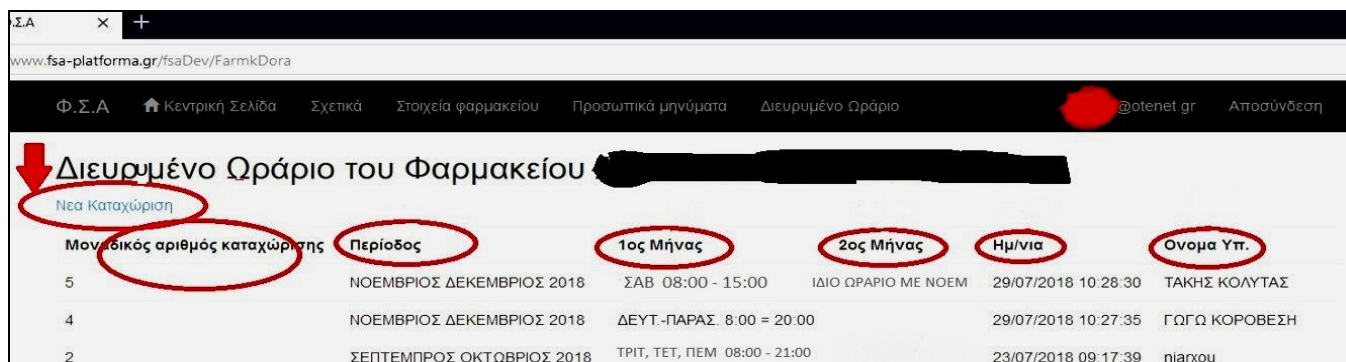 Φ.Σ.Α
www.fsa-platforma.gr/fsaDev/FarmkDora
Φ.Σ.Α Κεντρική Σελίδα Σχετικά Στοιχεία φαρμακείου Προσωπικά μηνύματα Διευρυμένο Ωράριο @otenet.gr Αποσύνδεση
Διευρυμένο Ωράριο του Φαρμακείου
Νεα Καταχώριση
Μοναδικός αριθμός καταχώρισης Περίοδος 1ος Μήνας 2ος Μήνας Ημ/νια Ονομα Υπ.
5 ΝΟΕΜΒΡΙΟΣ ΔΕΚΕΜΒΡΙΟΣ 2018 ΣΑΒ 08:00 - 15:00 ΙΔΙΟ ΩΡΑΡΙΟ ΜΕ ΝΟΕΜ 29/07/2018 10:28:30 ΤΑΚΗΣ ΚΟΛΥΤΑΣ
4 ΝΟΕΜΒΡΙΟΣ ΔΕΚΕΜΒΡΙΟΣ 2018 ΔΕΥΤ.-ΠΑΡΑΣ. 8:00 = 20:00 29/07/2018 10:27:35 ΓΩΓΩ ΚΟΡΟΒΕΣΗ
2 ΣΕΠΤΕΜΠΡΟΣ ΟΚΤΩΒΡΙΟΣ 2018 ΤΡΙΤ, ΤΕΤ, ΠΕΜ 08:00 - 21:00 23/07/2018 09:17:39 njarxou